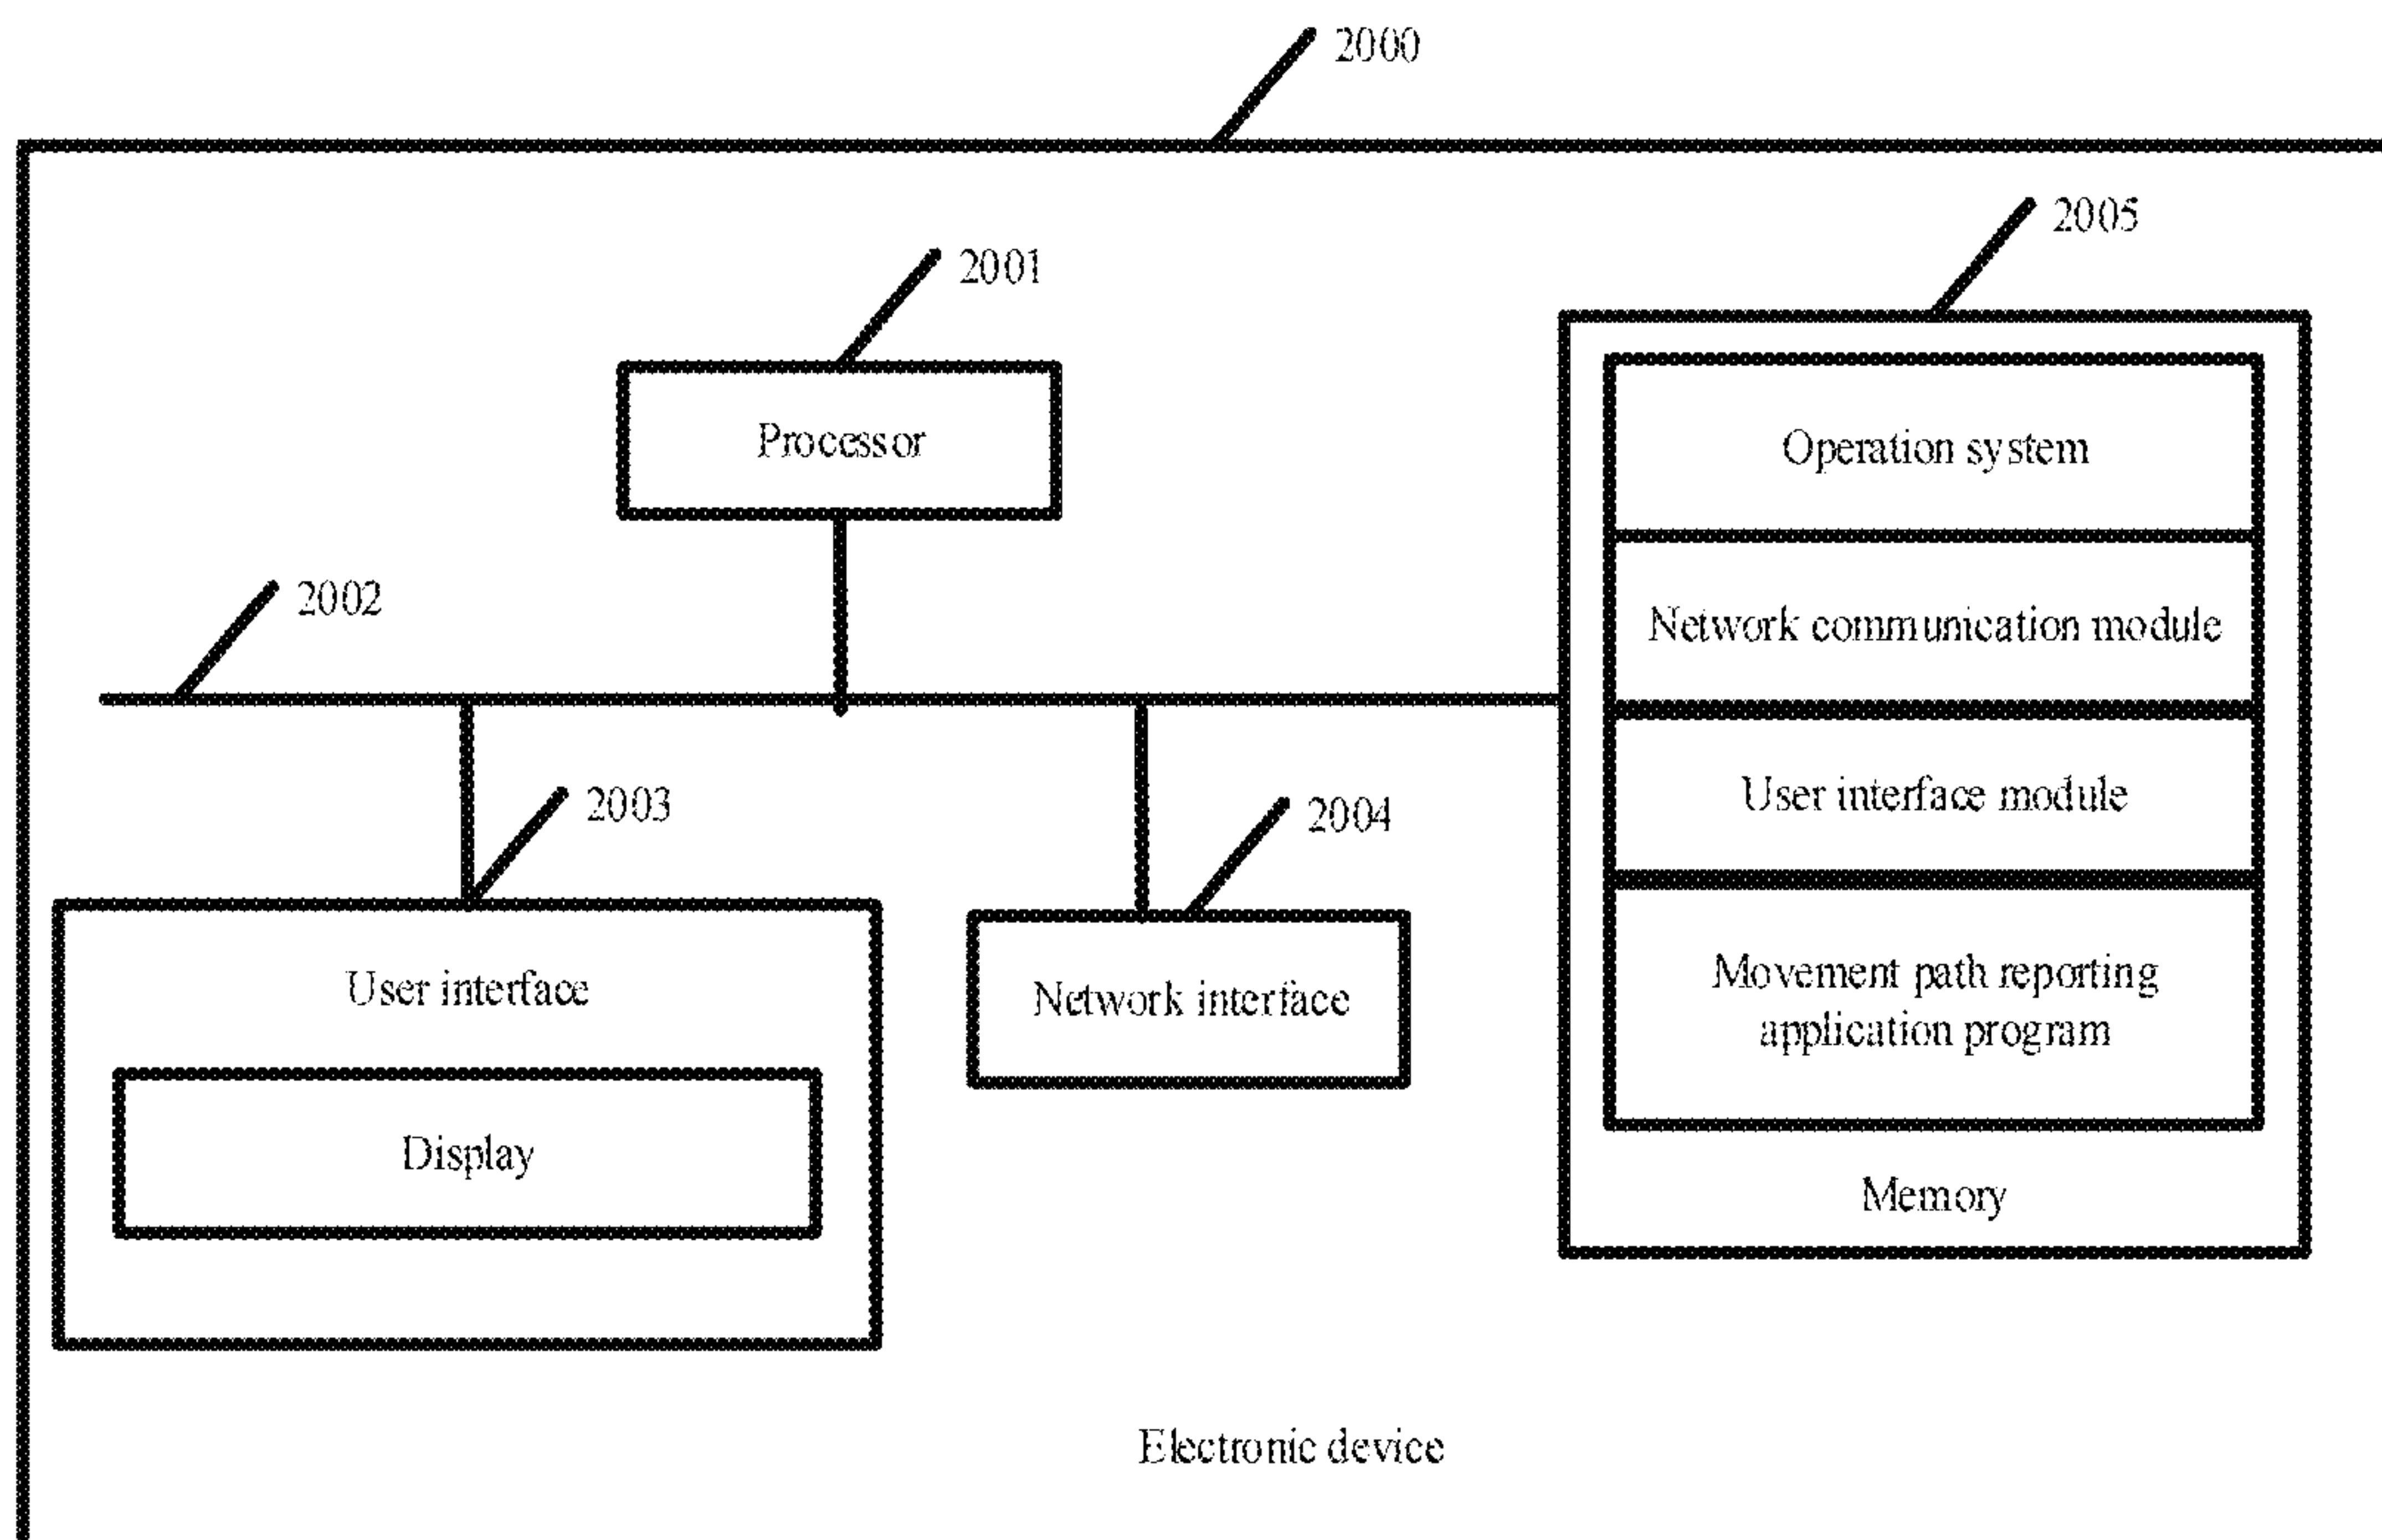 2000
2005
2001
Processor
Operation system
2002
Network communication module
2003
2004
User interface module
User interface
Network interface
Movement path reporting
application program
Display
Memory
Electronic device